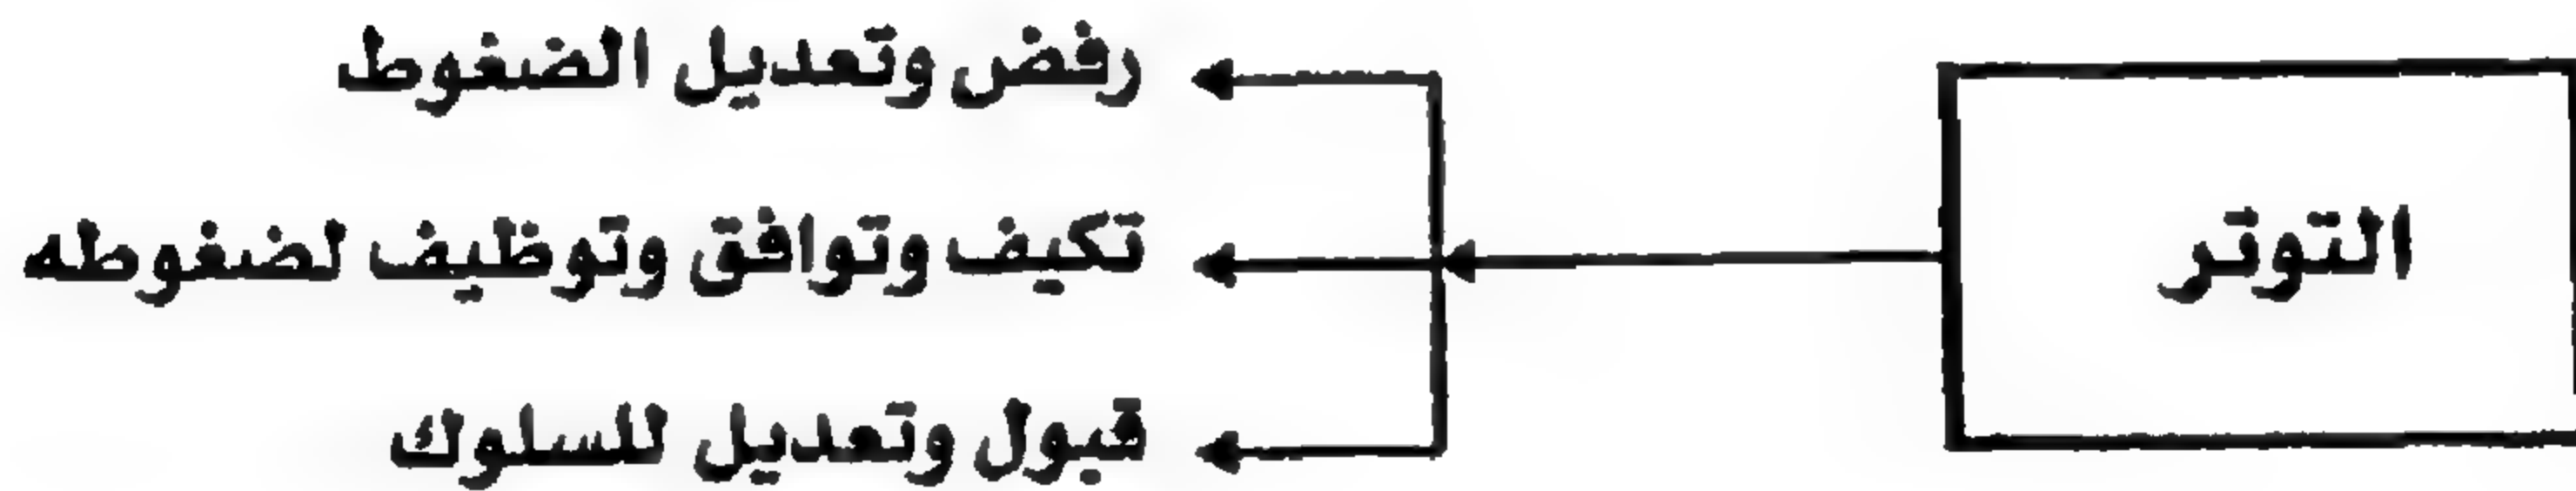 التوتر
رفض وتعديل الضغوط
تكيف وتوافق وتوظيف لضغوطه
قبول وتعديل للسلوك